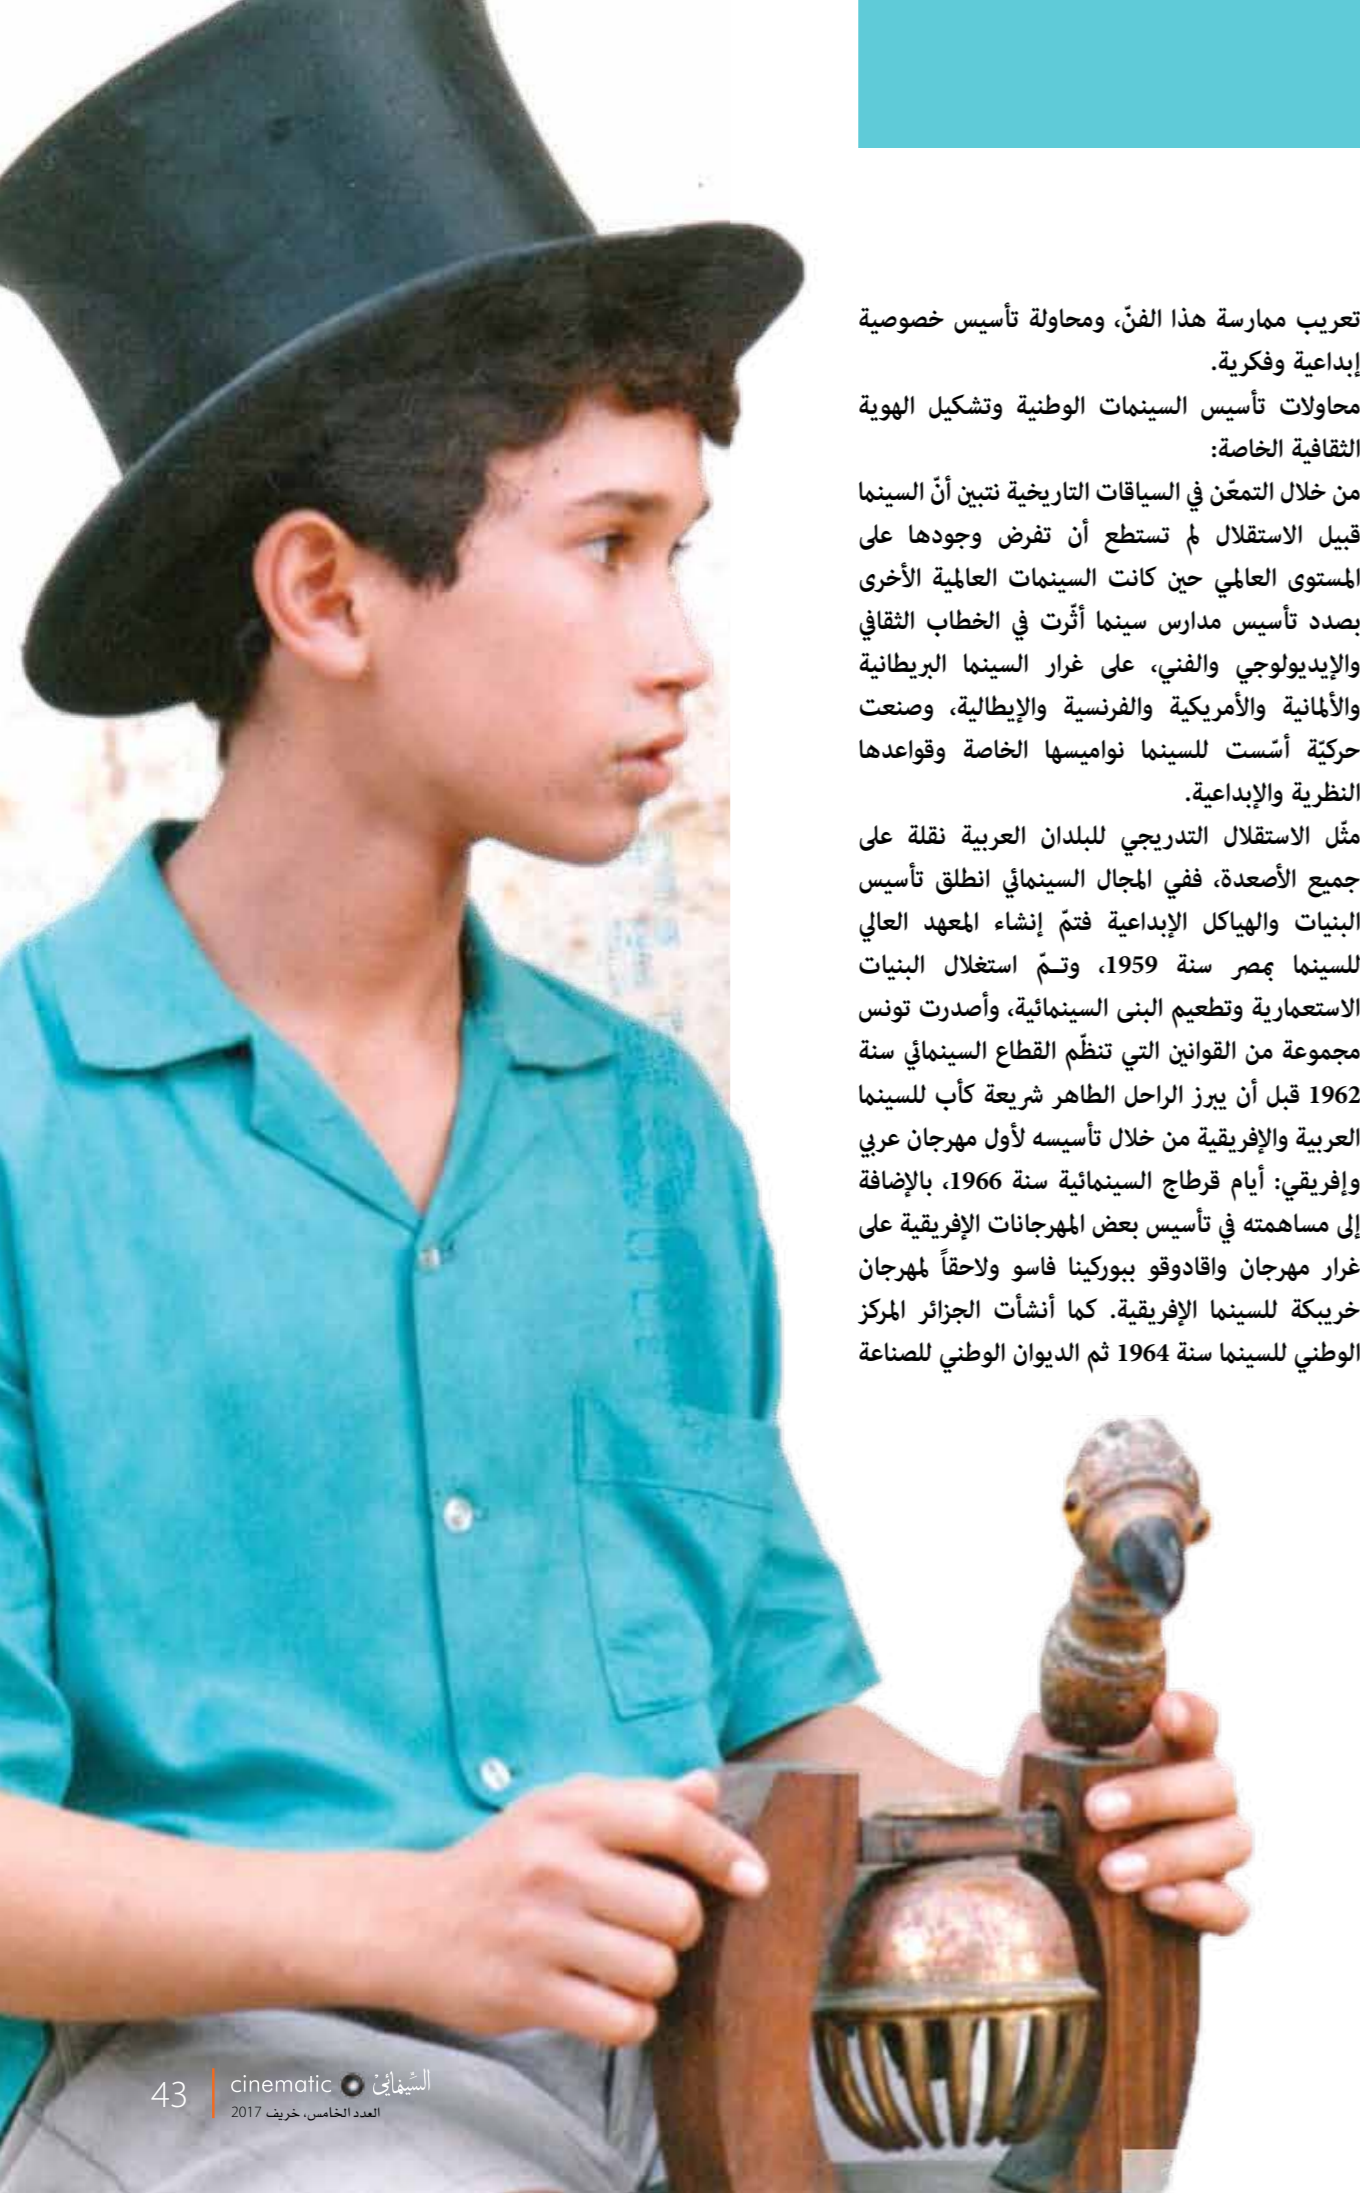 تعريب ممارسة هذا الفنّ، ومحاولة تأسيس خصوصية
إبداعية وفكرية.
محاولات تأسيس السينمات الوطنية وتشكيل الهوية
الثقافية الخاصة:
من خلال التمعّن في السياقات التاريخية نتبين أنّ السينما
قبيل الاستقلال لم تستطع أن تفرض وجودها على
المستوى العالمي حين كانت السينمات العالمية الأخرى
بصدد تأسيس مدارس سينما أثّرت في الخطاب الثقافي
والإيديولوجي والفني، على غرار السينما البريطانية
والألمانية والأمريكية والفرنسية والإيطالية، وصنعت
حركيّة أسّست للسينما نواميسها الخاصة وقواعدها
النظرية والإبداعية.
مثّل الاستقلال التدريجي للبلدان العربية نقلة على
جميع الأصعدة، ففي المجال السينمائي انطلق تأسيس
البنيات والهياكل الإبداعية فتمّ إنشاء المعهد العالي
للسينما بمصر سنة 1959، وتـمّ استغلال البنيات
الاستعمارية وتطعيم البنى السينمائية، وأصدرت تونس
مجموعة من القوانين التي تنظّم القطاع السينمائي سنة
1962 قبل أن يبرز الراحل الطاهر شريعة كأب للسينما
العربية والإفريقية من خلال تأسيسه لأول مهرجان عربي
وإفريقي: أيام قرطاج السينمائية سنة 1966، بالإضافة
إلى مساهمته في تأسيس بعض المهرجانات الإفريقية على
غرار مهرجان واقادوقو ببوركينا فاسو ولاحقاً لمهرجان
خريبكة للسينما الإفريقية. كما أنشأت الجزائر المركز
الوطني للسينما سنة 1964 ثم الديوان الوطني للصناعة
43 cinematic السِّينمَائيْ
العدد الخامس، خريف 2017